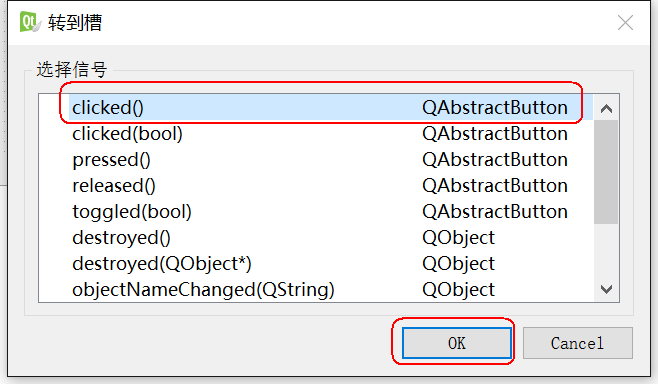 Qt 转到槽
选择信号
clicked() QAbstractButton
clicked(bool) QAbstractButton
pressed() QAbstractButton
released() QAbstractButton
toggled(bool) QAbstractButton
destroyed() QObject
destroyed(QObject*) QObject
objectNameChanged(QString) QObject
OK Cancel